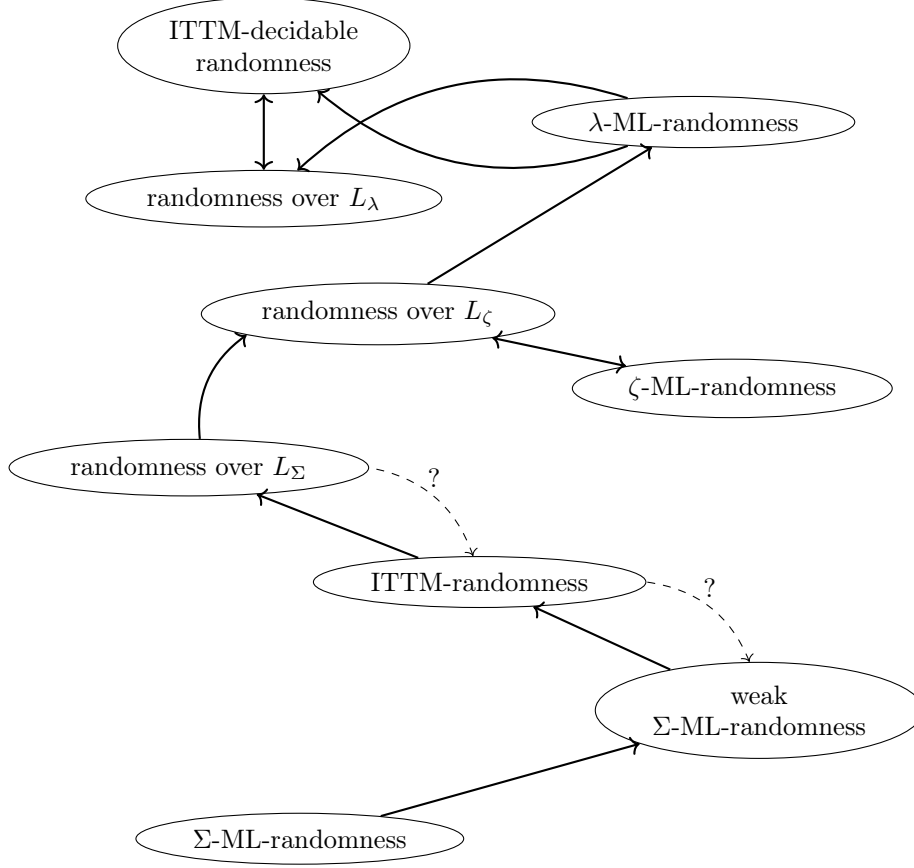 ITTM-decidable
randomness
λ-ML-randomness
randomness over L_λ
randomness over L_ζ
ζ-ML-randomness
randomness over L_Σ
?
ITTM-randomness
?
weak
Σ-ML-randomness
Σ-ML-randomness